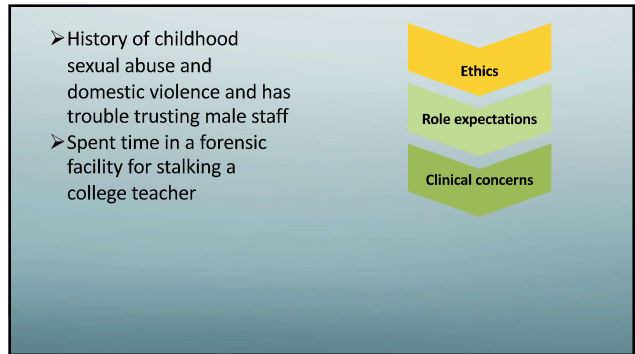 ➢History of childhood
sexual abuse and
domestic violence and has
trouble trusting male staff
➢Spent time in a forensic
facility for stalking a
college teacher
Ethics
Role expectations
Clinical concerns